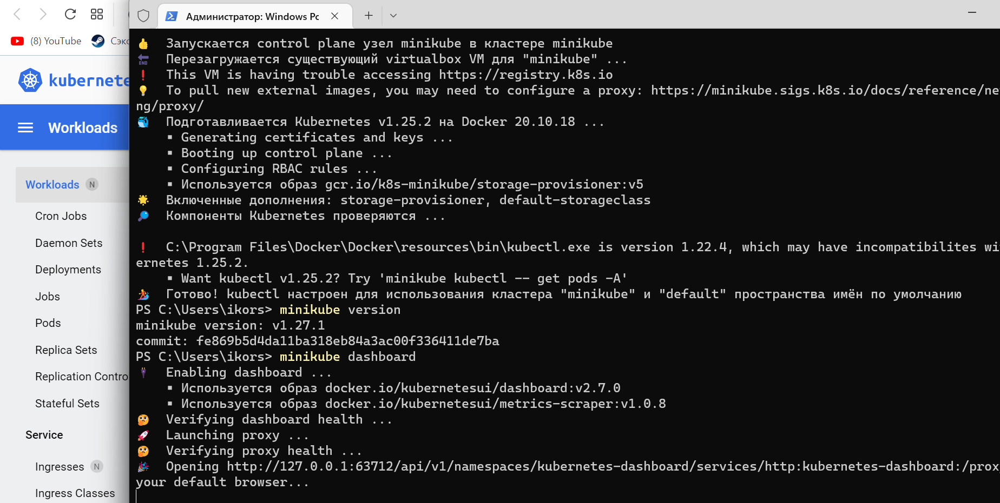 (8) YouTube
Сэкс
kubernete
Workloads
Workloads N
Cron Jobs
Daemon Sets
Deployments
Jobs
Pods
Replica Sets
Replication Contro
Stateful Sets
Service
Ingresses N
Ingress Classes
Администратор: Windows Pc
Запускается control plane узел minikube в кластере minikube
END Перезагружается существующий virtualbox VM для "minikube" ...
❗ This VM is having trouble accessing https://registry.k8s.io
To pull new external images, you may need to configure a proxy: https://minikube.sigs.k8s.io/docs/reference/ne
ng/proxy/
Подготавливается Kubernetes v1.25.2 на Docker 20.10.18 ...
▪ Generating certificates and keys ...
▪ Booting up control plane ...
▪ Configuring RBAC rules ...
▪ Используется образ gcr.io/k8s-minikube/storage-provisioner:v5
Включенные дополнения: storage-provisioner, default-storageclass
Компоненты Kubernetes проверяются ...
❗ C:\Program Files\Docker\Docker\resources\bin\kubectl.exe is version 1.22.4, which may have incompatibilites wi
ernetes 1.25.2.
▪ Want kubectl v1.25.2? Try 'minikube kubectl -- get pods -A'
Готово! kubectl настроен для использования кластера "minikube" и "default" пространства имён по умолчанию
PS C:\Users\ikors> minikube version
minikube version: v1.27.1
commit: fe869b5d4da11ba318eb84a3ac00f336411de7ba
PS C:\Users\ikors> minikube dashboard
Enabling dashboard ...
▪ Используется образ docker.io/kubernetesui/dashboard:v2.7.0
▪ Используется образ docker.io/kubernetesui/metrics-scraper:v1.0.8
Verifying dashboard health ...
Launching proxy ...
Verifying proxy health ...
Opening http://127.0.0.1:63712/api/v1/namespaces/kubernetes-dashboard/services/http:kubernetes-dashboard:/prox
your default browser...